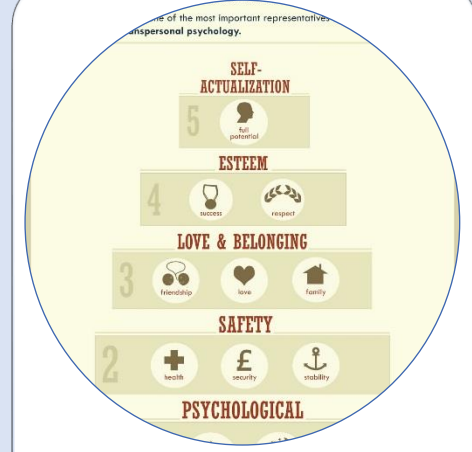 ne of the most important representatives
anspersonal psychology.
SELF-
ACTUALIZATION
5
full
potential
ESTEEM
4
success
respect
LOVE & BELONGING
3
friendship
love
family
SAFETY
2
health
£
security
stability
PSYCHOLOGICAL